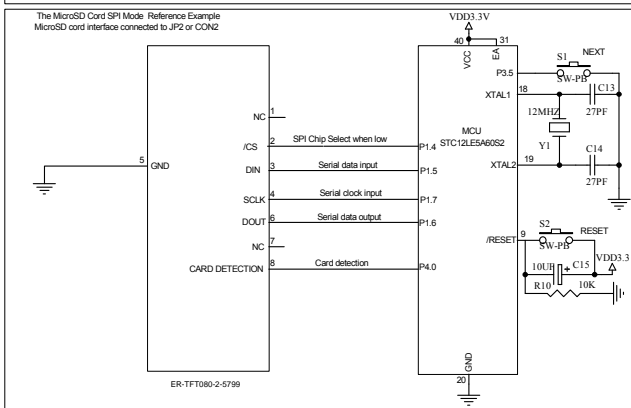 The MicroSD Cord SPI Mode Reference Example
MicroSD cord interface connected to JP2 or CON2
VDD3.3V
40
31
VCC
EA
S1
NEXT
P3.5
SW-PB
XTAL1
18
C13
27PF
12MHZ
Y1
C14
XTAL2
19
27PF
MCU
STC12LE5A60S2
NC
1
/CS
2
SPI Chip Select when low
P1.4
5
GND
DIN
3
Serial data input
P1.5
SCLK
4
Serial clock input
P1.7
DOUT
6
Serial data output
P1.6
NC
7
CARD DETECTION
8
Card detection
P4.0
/RESET
9
S2
RESET
SW-PB
VDD3.3
10UF
+
C15
R10
10K
GND
20
ER-TFT080-2-5799